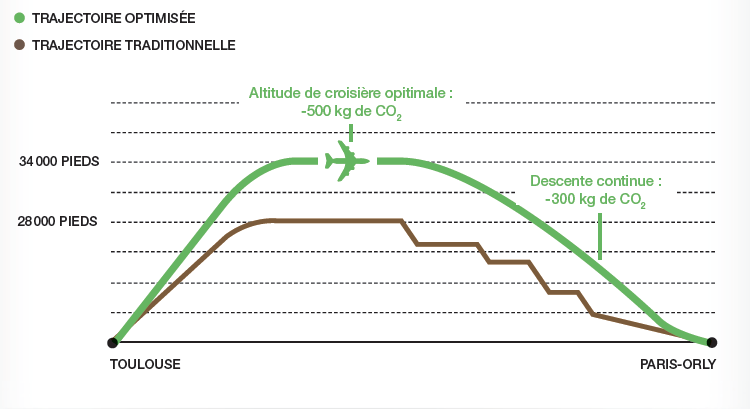 TRAJECTOIRE OPTIMISÉE
TRAJECTOIRE TRADITIONNELLE
Altitude de croisière optimale :
-500 kg de CO₂
34 000 PIEDS
Descente continue :
-300 kg de CO₂
28 000 PIEDS
TOULOUSE
PARIS-ORLY